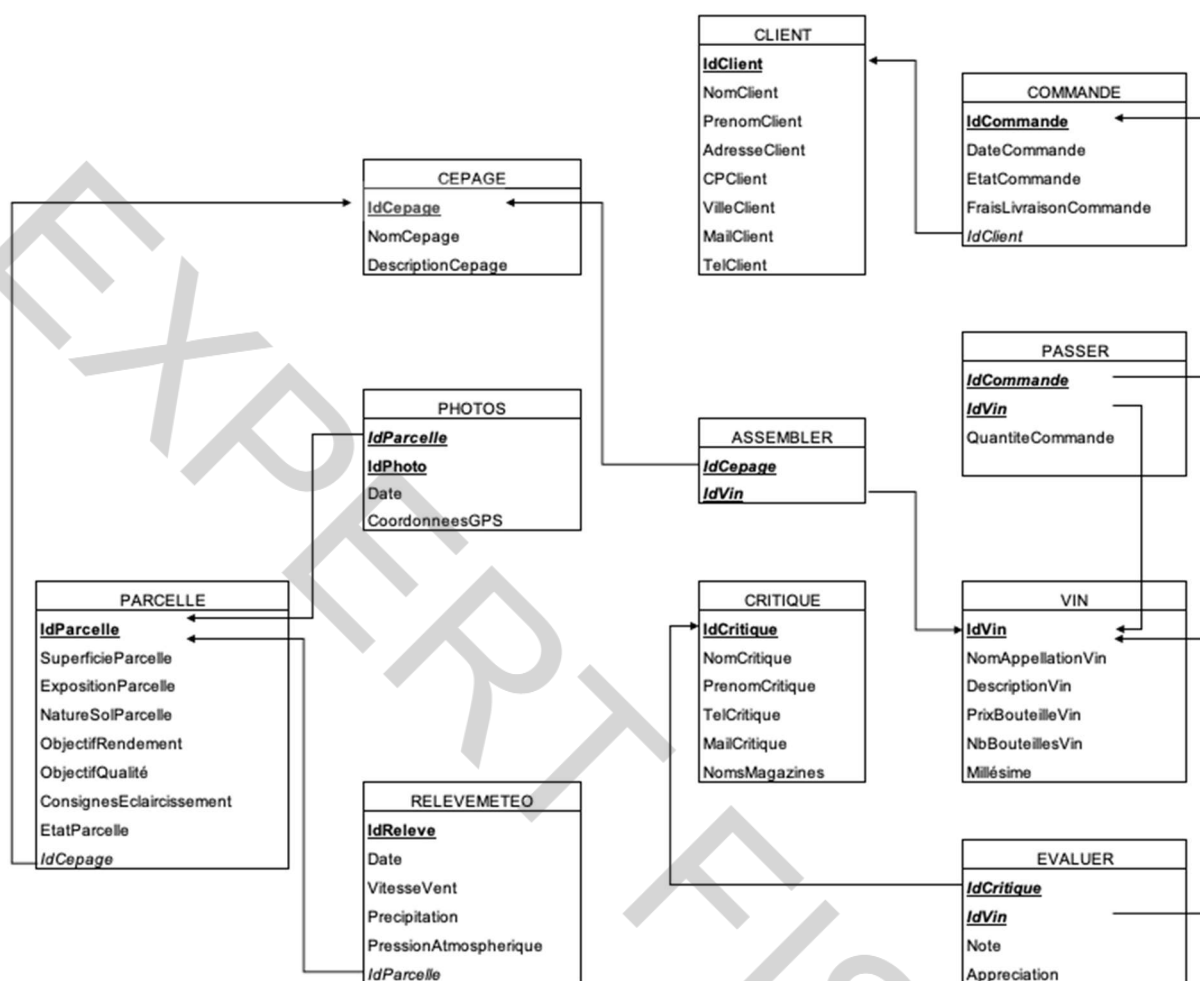 CLIENT
IdClient
NomClient
PrenomClient
AdresseClient
CPClient
VilleClient
MailClient
TelClient
COMMANDE
IdCommande
DateCommande
EtatCommande
FraisLivraisonCommande
IdClient
CEPAGE
IdCepage
NomCepage
DescriptionCepage
PASSER
IdCommande
IdVin
QuantiteCommande
PHOTOS
IdParcelle
IdPhoto
Date
CoordonneesGPS
ASSEMBLER
IdCepage
IdVin
PARCELLE
IdParcelle
SuperficieParcelle
ExpositionParcelle
NatureSolParcelle
ObjectifRendement
ObjectifQualité
ConsignesEclaircissement
EtatParcelle
IdCepage
CRITIQUE
IdCritique
NomCritique
PrenomCritique
TelCritique
MailCritique
NomsMagazines
VIN
IdVin
NomAppellationVin
DescriptionVin
PrixBouteilleVin
NbBouteillesVin
Millésime
RELEVEMETEO
IdReleve
Date
VitesseVent
Precipitation
PressionAtmospherique
IdParcelle
EVALUER
IdCritique
IdVin
Note
Appreciation
EXPERT FIS